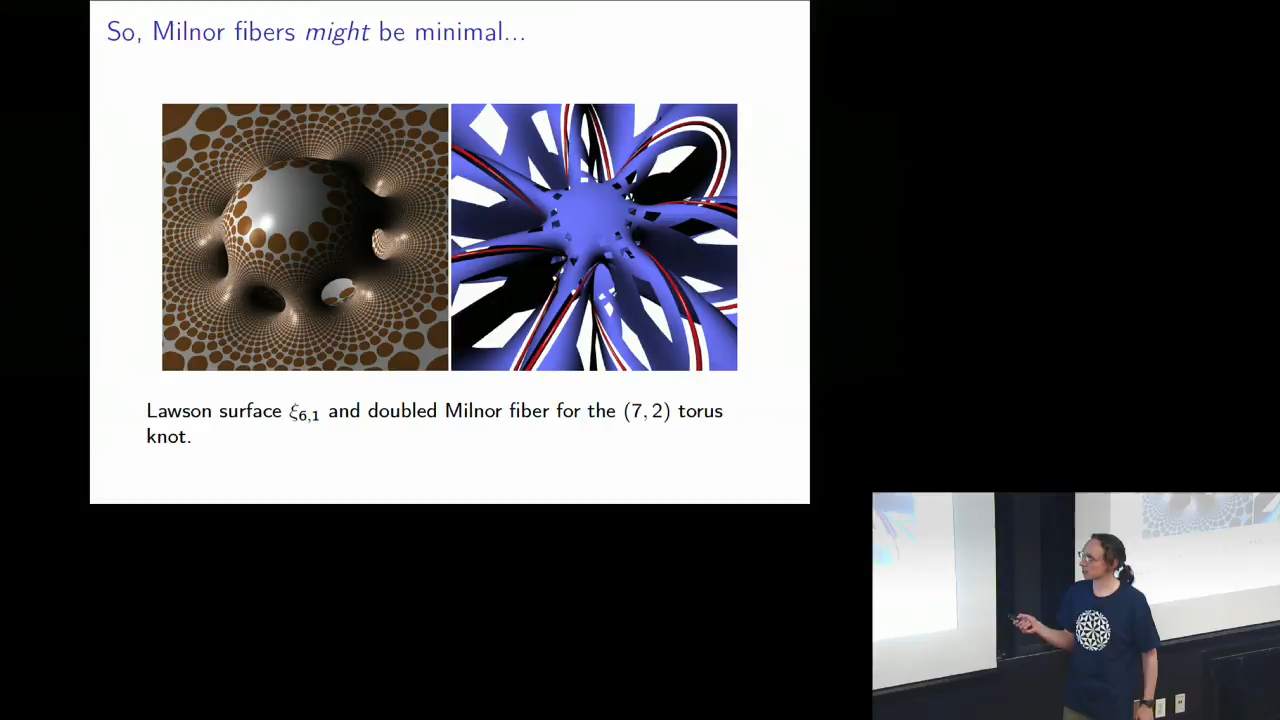 So, Milnor fibers might be minimal...
Lawson surface ξ6,1 and doubled Milnor fiber for the (7, 2) torus
knot.